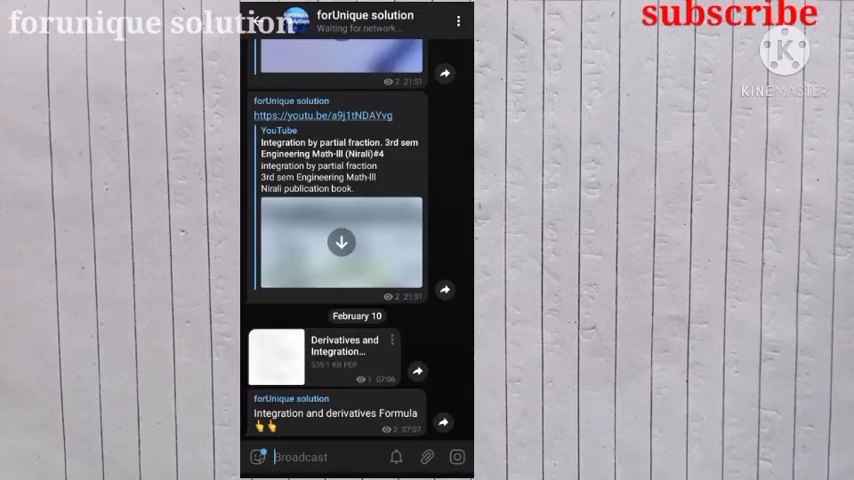 forunique solution
subscribe
KINEMASTER
forUnique solution
Waiting for network...
2 21:51
forUnique solution
https://youtu.be/a9j1tNDAYvg
YouTube
Integration by partial fraction. 3rd sem
Engineering Math-III (Nirali)#4
integration by partial fraction
3rd sem Engineering Math-III
Nirali publication book.
2 21:51
February 10
Derivatives and
Integration...
539.1 KB PDF
1 07:06
forUnique solution
Integration and derivatives Formula
👆👆
2 07:07
Broadcast